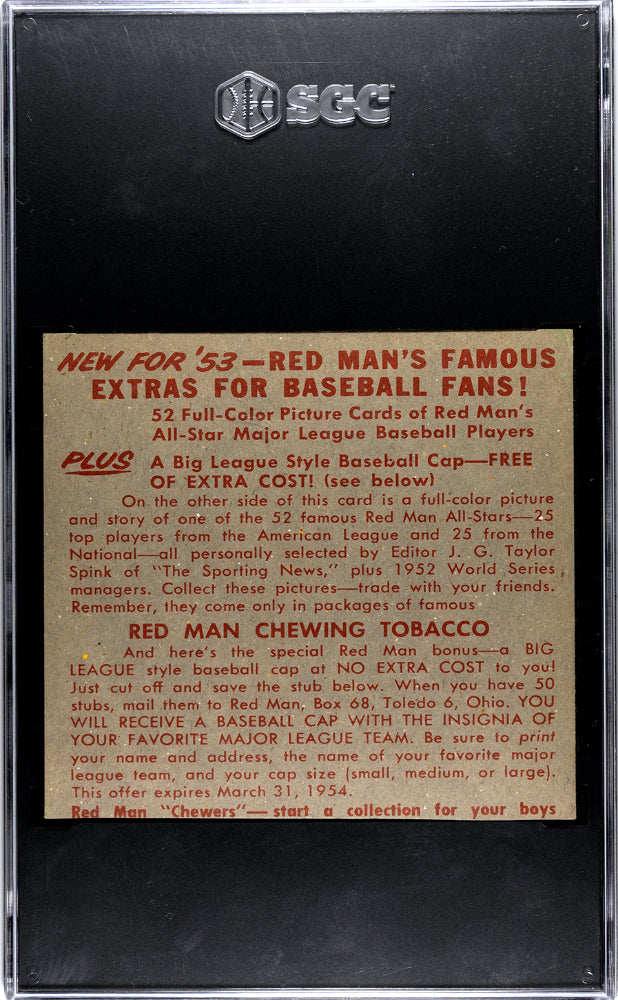 SGC
NEW FOR '53—RED MAN'S FAMOUS
EXTRAS FOR BASEBALL FANS!
52 Full-Color Picture Cards of Red Man's
All-Star Major League Baseball Players
PLUS A Big League Style Baseball Cap—FREE
OF EXTRA COST! (see below)
On the other side of this card is a full-color picture
and story of one of the 52 famous Red Man All-Stars—25
top players from the American League and 25 from the
National—all personally selected by Editor J. G. Taylor
Spink of "The Sporting News," plus 1952 World Series
managers. Collect these pictures—trade with your friends.
Remember, they come only in packages of famous
RED MAN CHEWING TOBACCO
And here's the special Red Man bonus—a BIG
LEAGUE style baseball cap at NO EXTRA COST to you!
Just cut off and save the stub below. When you have 50
stubs, mail them to Red Man, Box 68, Toledo 6, Ohio. YOU
WILL RECEIVE A BASEBALL CAP WITH THE INSIGNIA OF
YOUR FAVORITE MAJOR LEAGUE TEAM. Be sure to print
your name and address, the name of your favorite major
league team, and your cap size (small, medium, or large).
This offer expires March 31, 1954.
Red Man "Chewers"—start a collection for your boys